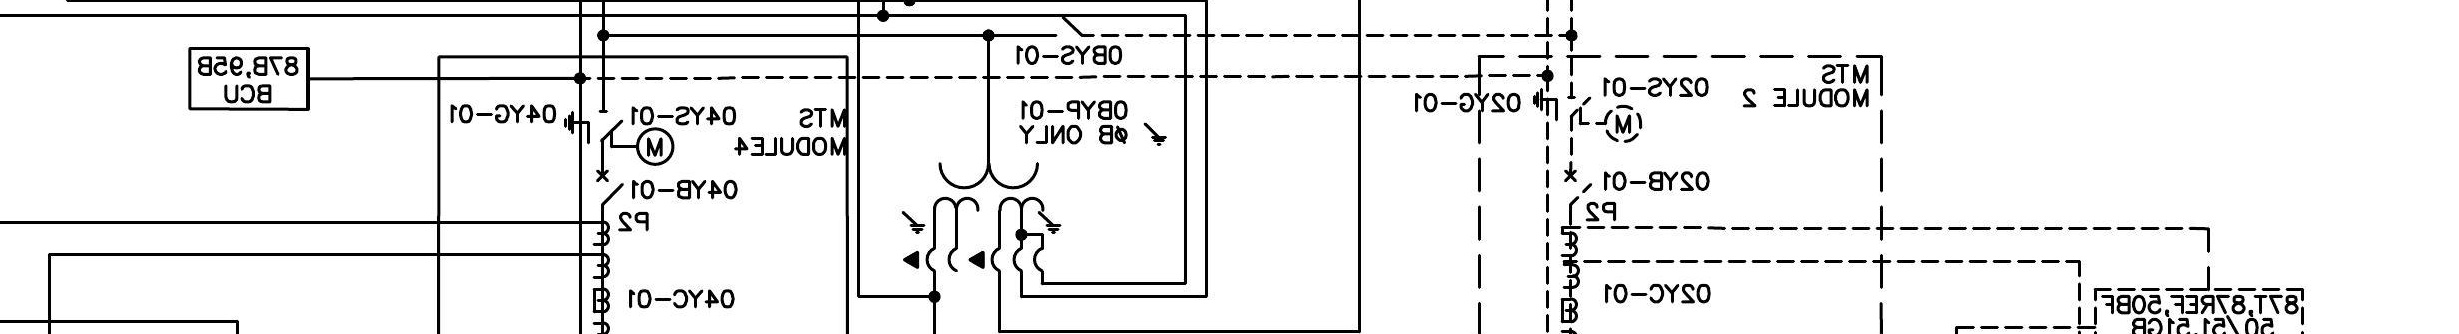 0BYS-01
87B,95B
BCU
MTS
MODULE 2
02YS-01
02YG-01
M
04YG-01
04YS-01
MTS
MODULE4
M
0BYP-01
ØB ONLY
04YB-01
P2
02YB-01
P2
04YC-01
02YC-01
87T,87REF,50BF
50/51,51GB